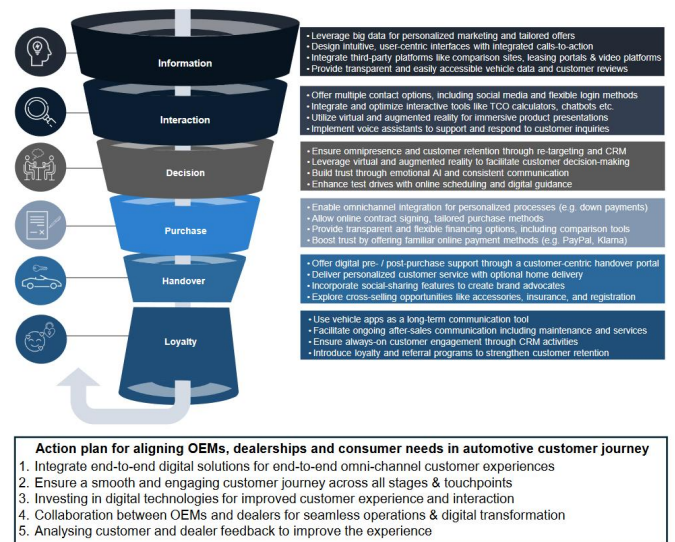 Information
• Leverage big data for personalized marketing and tailored offers
• Design intuitive, user-centric interfaces with integrated calls-to-action
• Integrate third-party platforms like comparison sites, leasing portals & video platforms
• Provide transparent and easily accessible vehicle data and customer reviews
Interaction
• Offer multiple contact options, including social media and flexible login methods
• Integrate and optimize interactive tools like TCO calculators, chatbots etc.
• Utilize virtual and augmented reality for immersive product presentations
• Implement voice assistants to support and respond to customer inquiries
Decision
• Ensure omnipresence and customer retention through re-targeting and CRM
• Leverage virtual and augmented reality to facilitate customer decision-making
• Build trust through emotional AI and consistent communication
• Enhance test drives with online scheduling and digital guidance
Purchase
• Enable omnichannel integration for personalized processes (e.g. down payments)
• Allow online contract signing, tailored purchase methods
• Provide transparent and flexible financing options, including comparison tools
• Boost trust by offering familiar online payment methods (e.g. PayPal, Klarna)
Handover
• Offer digital pre- / post-purchase support through a customer-centric handover portal
• Deliver personalized customer service with optional home delivery
• Incorporate social-sharing features to create brand advocates
• Explore cross-selling opportunities like accessories, insurance, and registration
Loyalty
• Use vehicle apps as a long-term communication tool
• Facilitate ongoing after-sales communication including maintenance and services
• Ensure always-on customer engagement through CRM activities
• Introduce loyalty and referral programs to strengthen customer retention
Action plan for aligning OEMs, dealerships and consumer needs in automotive customer journey
1. Integrate end-to-end digital solutions for end-to-end omni-channel customer experiences
2. Ensure a smooth and engaging customer journey across all stages & touchpoints
3. Investing in digital technologies for improved customer experience and interaction
4. Collaboration between OEMs and dealers for seamless operations & digital transformation
5. Analysing customer and dealer feedback to improve the experience